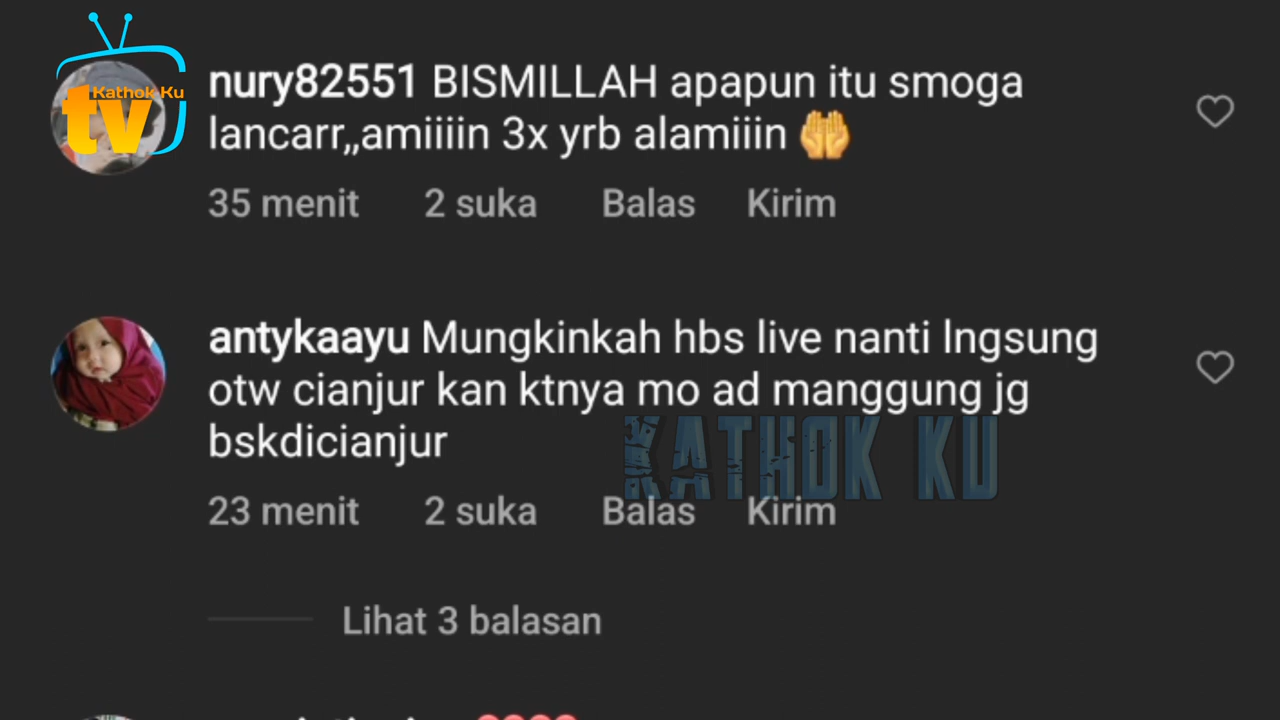 Kathok Ku
tv
nury82551 BISMILLAH apapun itu smoga
lancarr,,amiiiin 3x yrb alamiiin 🤲
35 menit 2 suka Balas Kirim
antykaayu Mungkinkah hbs live nanti lngsung
otw cianjur kan ktnya mo ad manggung jg
bskdicianjur
KATHOK KU
23 menit 2 suka Balas Kirim
Lihat 3 balasan